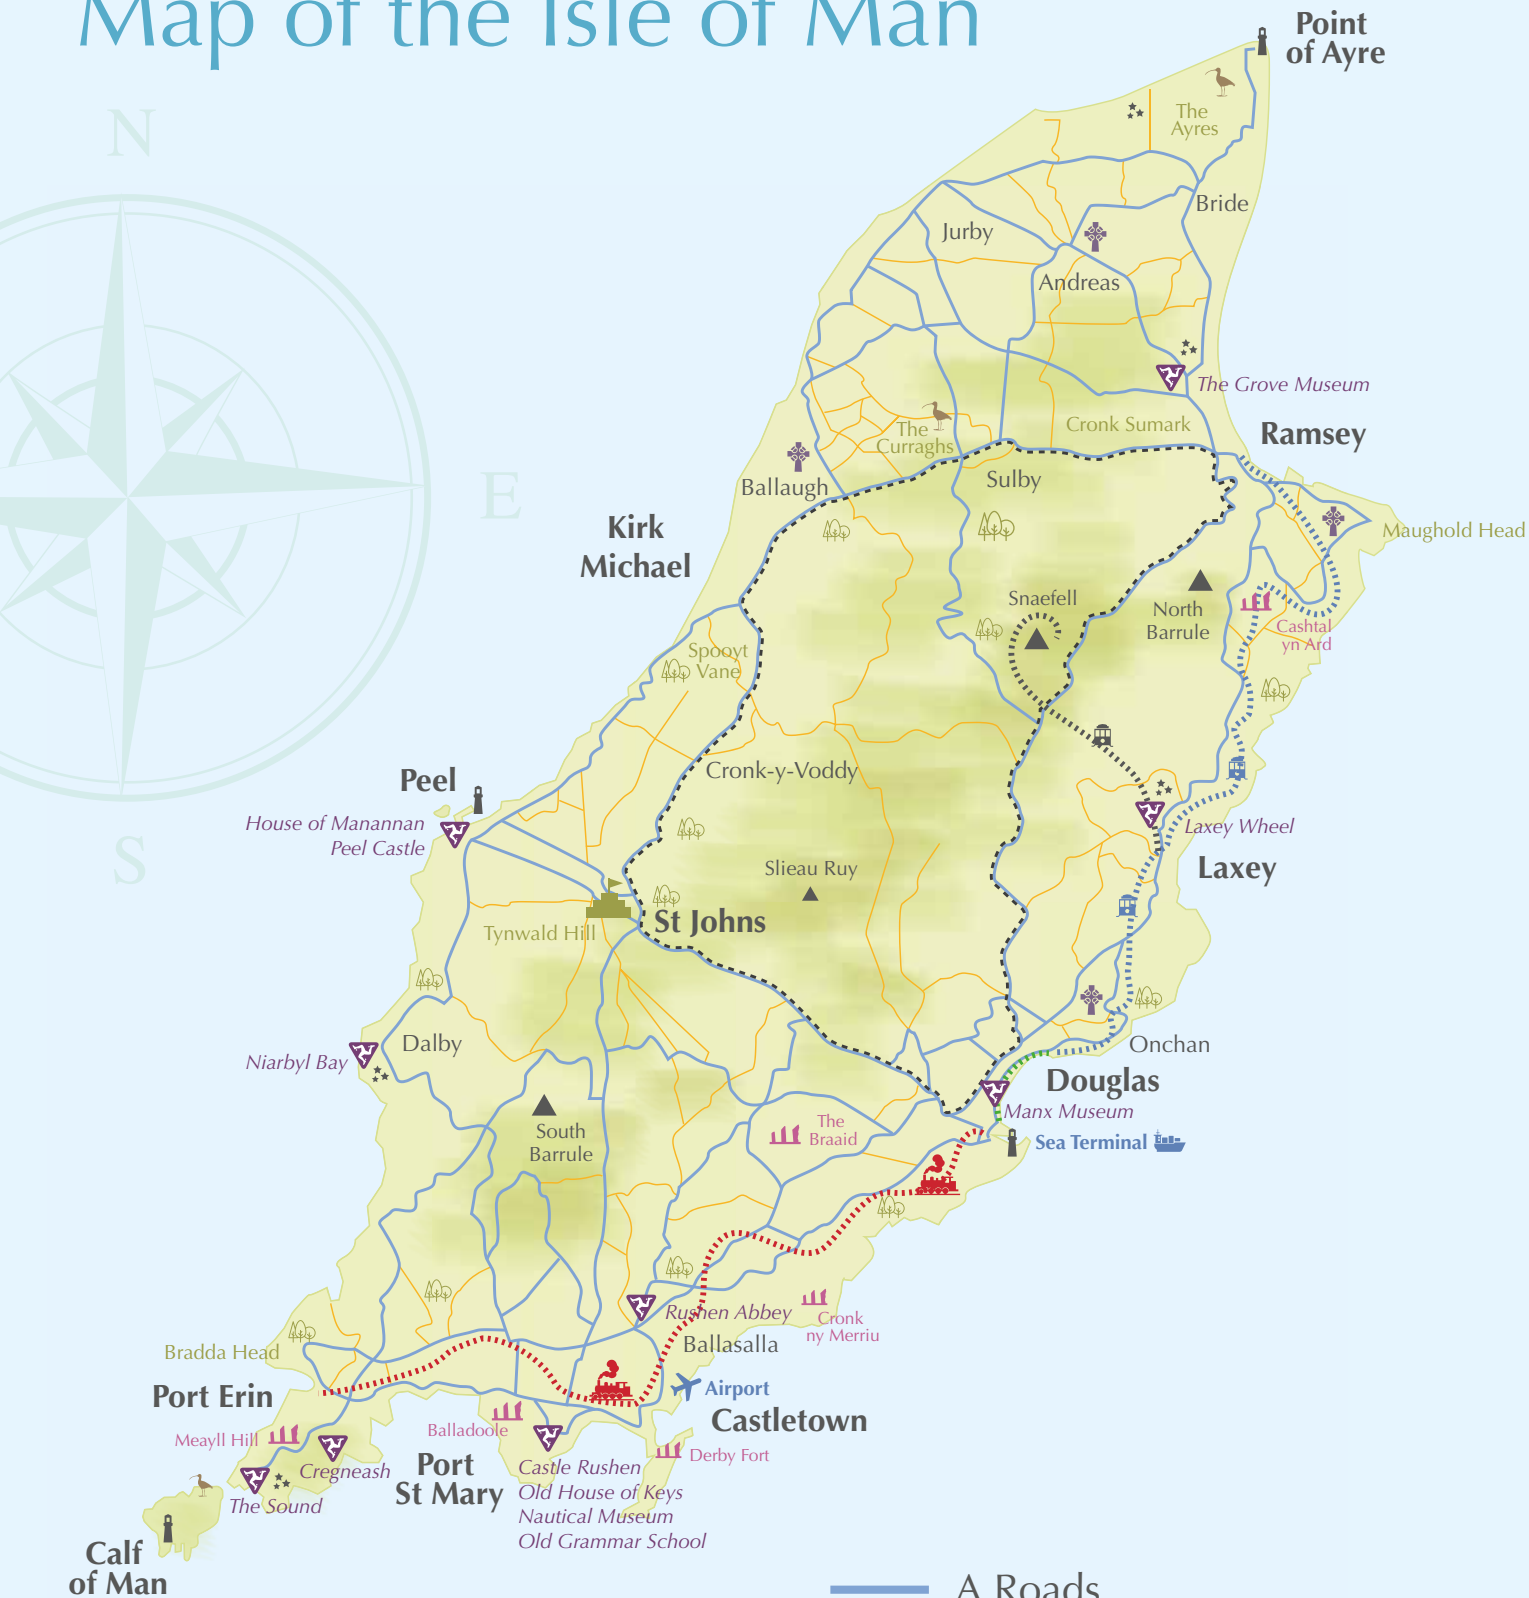 Map of the Isle of Man
Point
of Ayre
The
Ayres
N
Bride
Jurby
Andreas
The Grove Museum
Cronk Sumark
The
Curraghs
Ramsey
Sulby
Ballaugh
E
Kirk
Michael
Maughold Head
Snaefell
North
Barrule
Cashtal
yn Ard
Spooyt
Vane
Cronk-y-Voddy
Peel
House of Manannan
Peel Castle
Laxey Wheel
S
Laxey
Slieau Ruy
St Johns
Tynwald Hill
Dalby
Niarbyl Bay
Onchan
Douglas
Manx Museum
The
Braaid
South
Barrule
Sea Terminal
Rushen Abbey
Cronk
ny Merriu
Ballasalla
Bradda Head
Port Erin
Airport
Castletown
Balladoole
Meayll Hill
Derby Fort
Cregneash
Port
St Mary
Castle Rushen
Old House of Keys
Nautical Museum
Old Grammar School
The Sound
Calf
of Man
A Roads